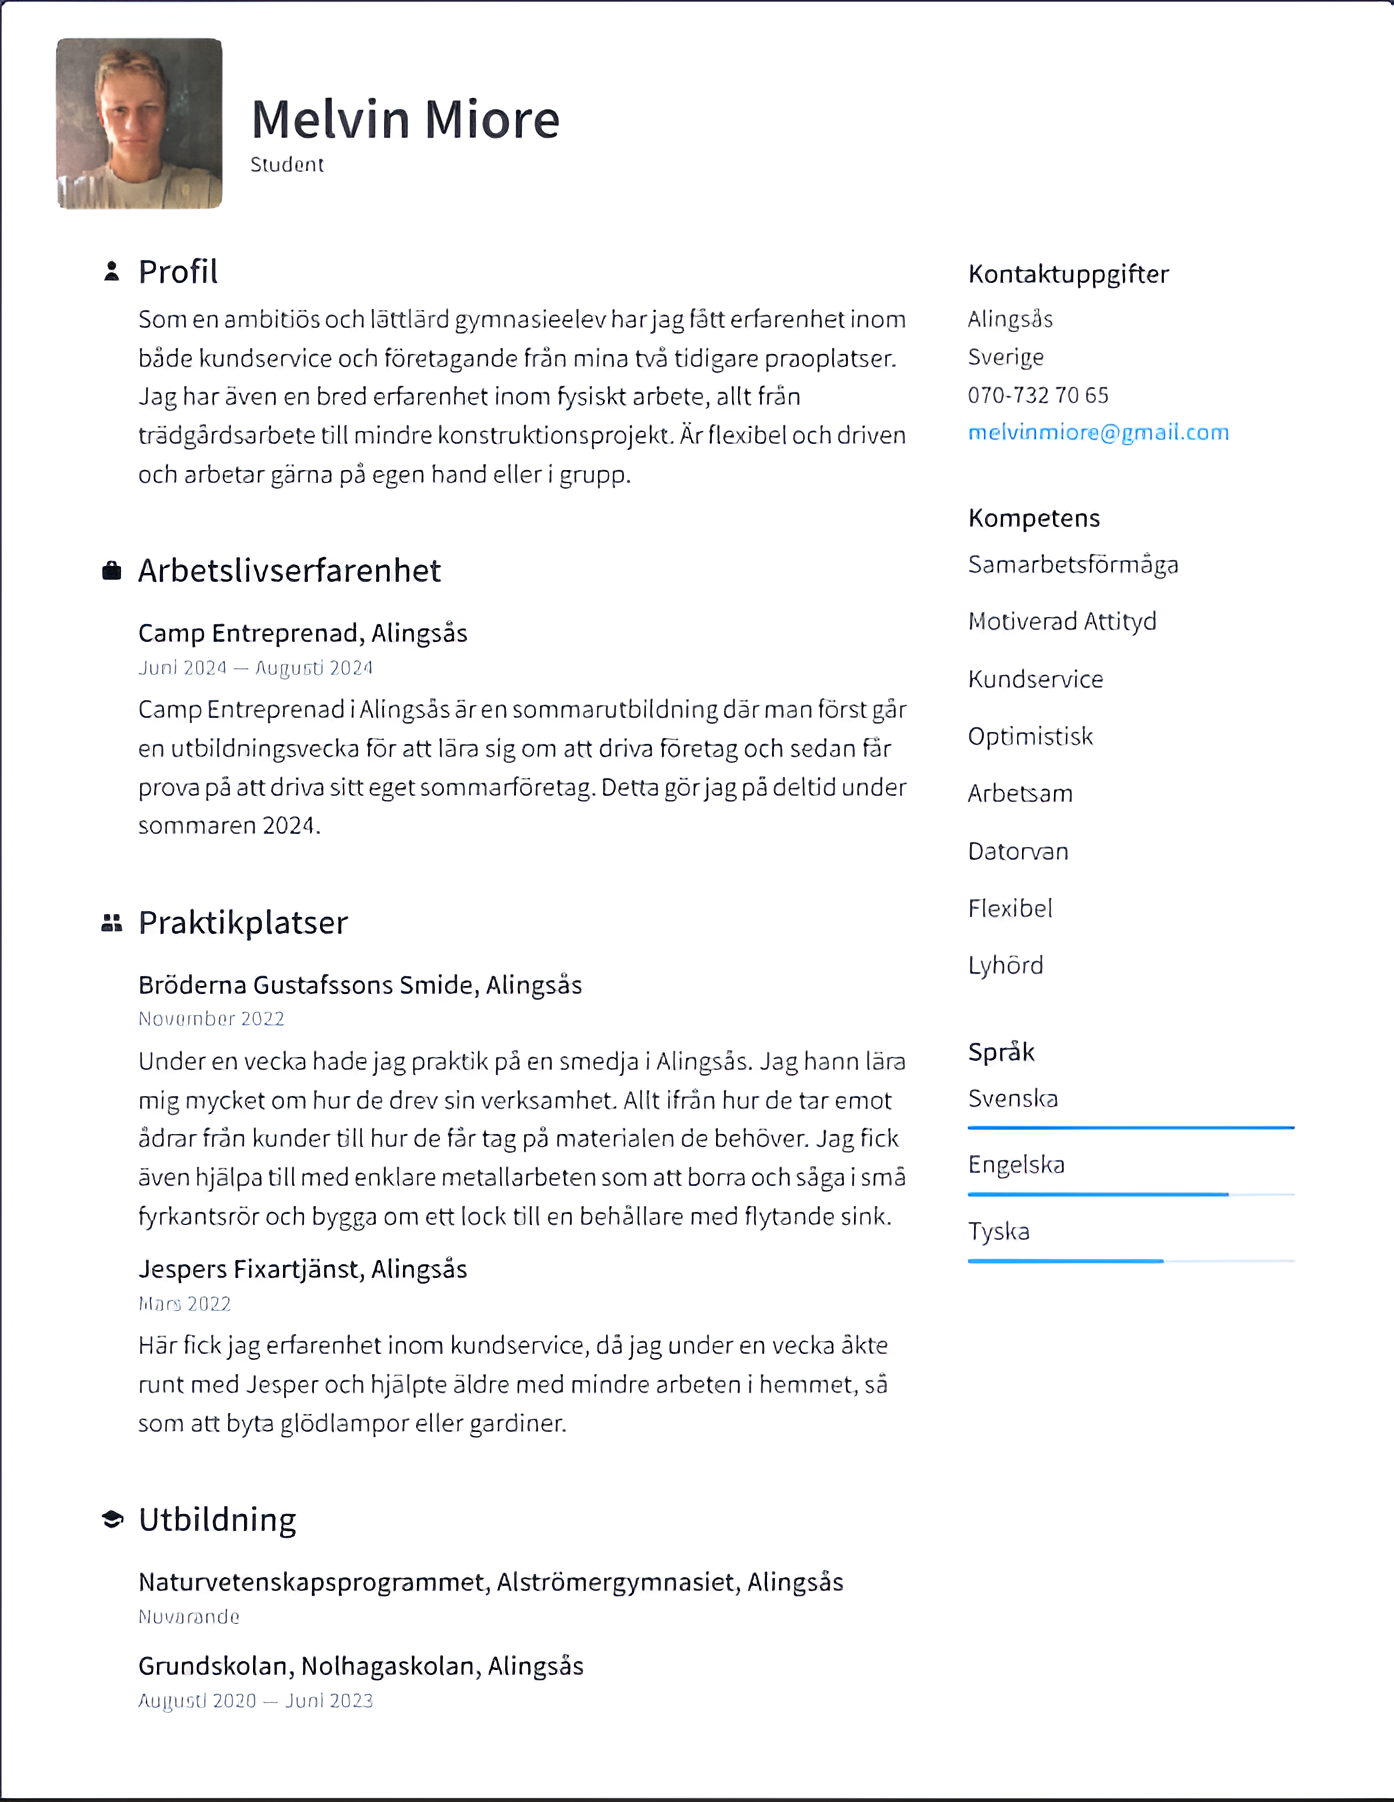 Melvin Miore
Student
Profil
Som en ambitiös och lättlärd gymnasieelev har jag fått erfarenhet inom
både kundservice och företagande från mina två tidigare praoplatser.
Jag har även en bred erfarenhet inom fysiskt arbete, allt från
trädgårdsarbete till mindre konstruktionsprojekt. Är flexibel och driven
och arbetar gärna på egen hand eller i grupp.
Arbetslivserfarenhet
Camp Entreprenad, Alingsås
Juni 2024 — Augusti 2024
Camp Entreprenad i Alingsås är en sommarutbildning där man först går
en utbildningsvecka för att lära sig om att driva företag och sedan får
prova på att driva sitt eget sommarföretag. Detta gör jag på deltid under
sommaren 2024.
Praktikplatser
Bröderna Gustafssons Smide, Alingsås
November 2022
Under en vecka hade jag praktik på en smedja i Alingsås. Jag hann lära
mig mycket om hur de drev sin verksamhet. Allt ifrån hur de tar emot
ådrar från kunder till hur de får tag på materialen de behöver. Jag fick
även hjälpa till med enklare metallarbeten som att borra och såga i små
fyrkantsrör och bygga om ett lock till en behållare med flytande sink.
Jespers Fixartjänst, Alingsås
Mars 2022
Här fick jag erfarenhet inom kundservice, då jag under en vecka åkte
runt med Jesper och hjälpte äldre med mindre arbeten i hemmet, så
som att byta glödlampor eller gardiner.
Utbildning
Naturvetenskapsprogrammet, Alströmergymnasiet, Alingsås
Nuvarande
Grundskolan, Nolhagaskolan, Alingsås
Augusti 2020 — Juni 2023
Kontaktuppgifter
Alingsås
Sverige
070-732 70 65
melvinmiore@gmail.com
Kompetens
Samarbetsförmåga
Motiverad Attityd
Kundservice
Optimistisk
Arbetsam
Datorvan
Flexibel
Lyhörd
Språk
Svenska
Engelska
Tyska